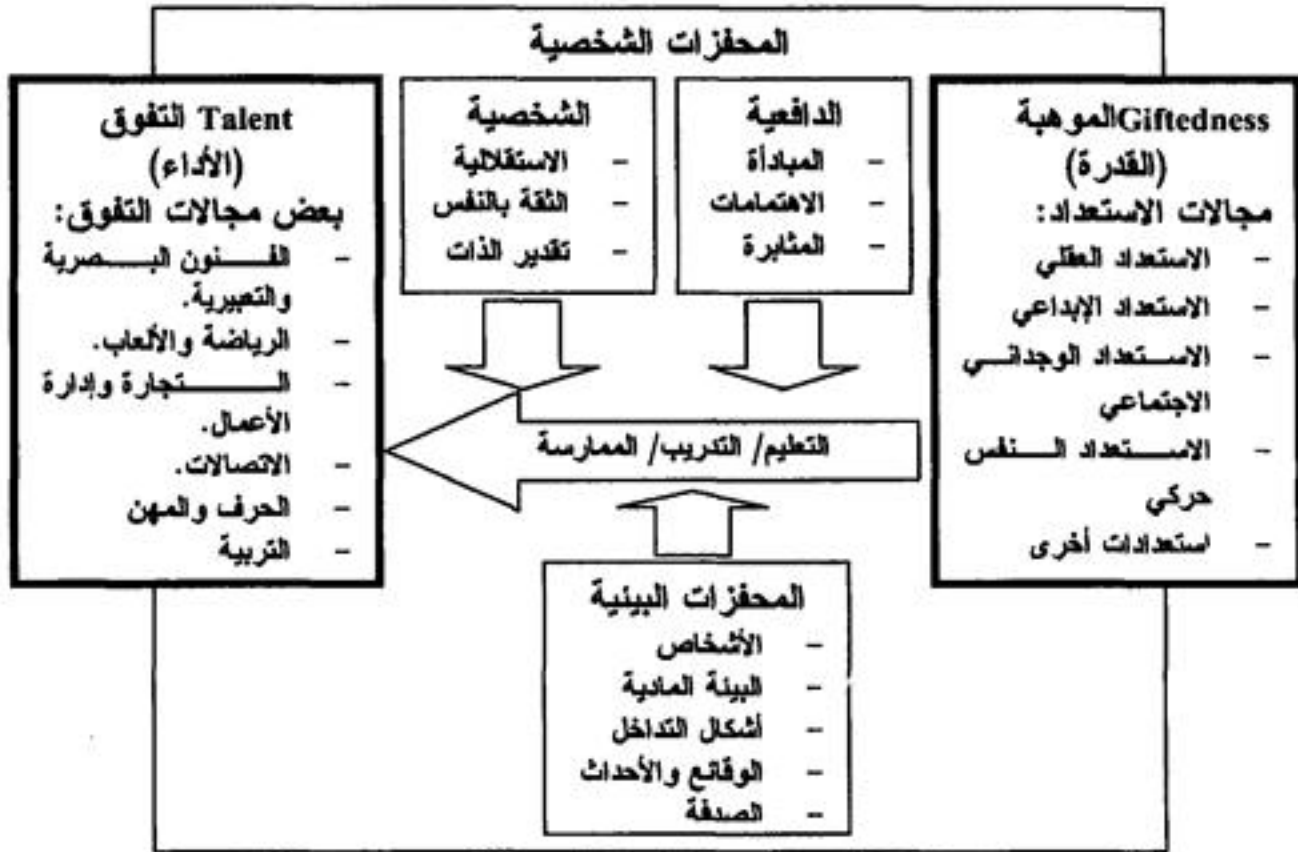 المحفزات الشخصية
Giftednessالموهبة
(القدرة)
مجالات الاستعداد:
- الاستعداد العقلي
- الاستعداد الإبداعي
- الاستعداد الوجداني
الاجتماعي
- الاستعداد النفس
حركي
- استعدادات أخرى
الدافعية
- المبادأة
- الاهتمامات
- المثابرة
الشخصية
- الاستقلالية
- الثقة بالنفس
- تقدير الذات
Talent التفوق
(الأداء)
بعض مجالات التفوق:
- الفنون البصرية
والتعبيرية.
- الرياضة والألعاب.
- التجارة وإدارة
الأعمال.
- الاتصالات.
- الحرف والمهن
- التربية
التعليم/ التدريب/ الممارسة
المحفزات البيئية
- الأشخاص
- البيئة المادية
- أشكال التداخل
- الوقائع والأحداث
- الصدفة